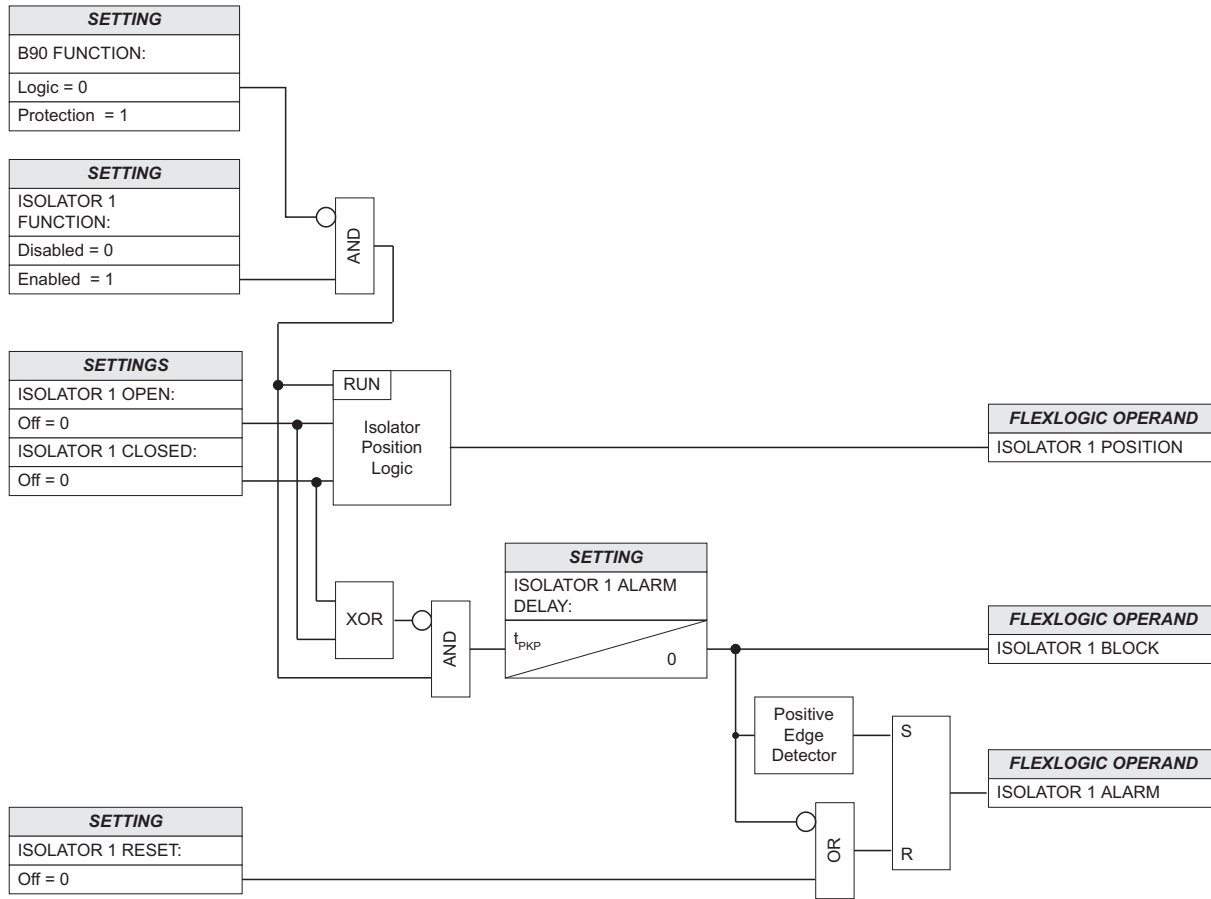 SETTING
B90 FUNCTION:
Logic = 0
Protection = 1
SETTING
ISOLATOR 1
FUNCTION:
Disabled = 0
Enabled = 1
AND
SETTINGS
ISOLATOR 1 OPEN:
Off = 0
ISOLATOR 1 CLOSED:
Off = 0
RUN
Isolator
Position
Logic
FLEXLOGIC OPERAND
ISOLATOR 1 POSITION
XOR
AND
SETTING
ISOLATOR 1 ALARM
DELAY:
tPKP
0
FLEXLOGIC OPERAND
ISOLATOR 1 BLOCK
Positive
Edge
Detector
S
R
FLEXLOGIC OPERAND
ISOLATOR 1 ALARM
SETTING
ISOLATOR 1 RESET:
Off = 0
OR